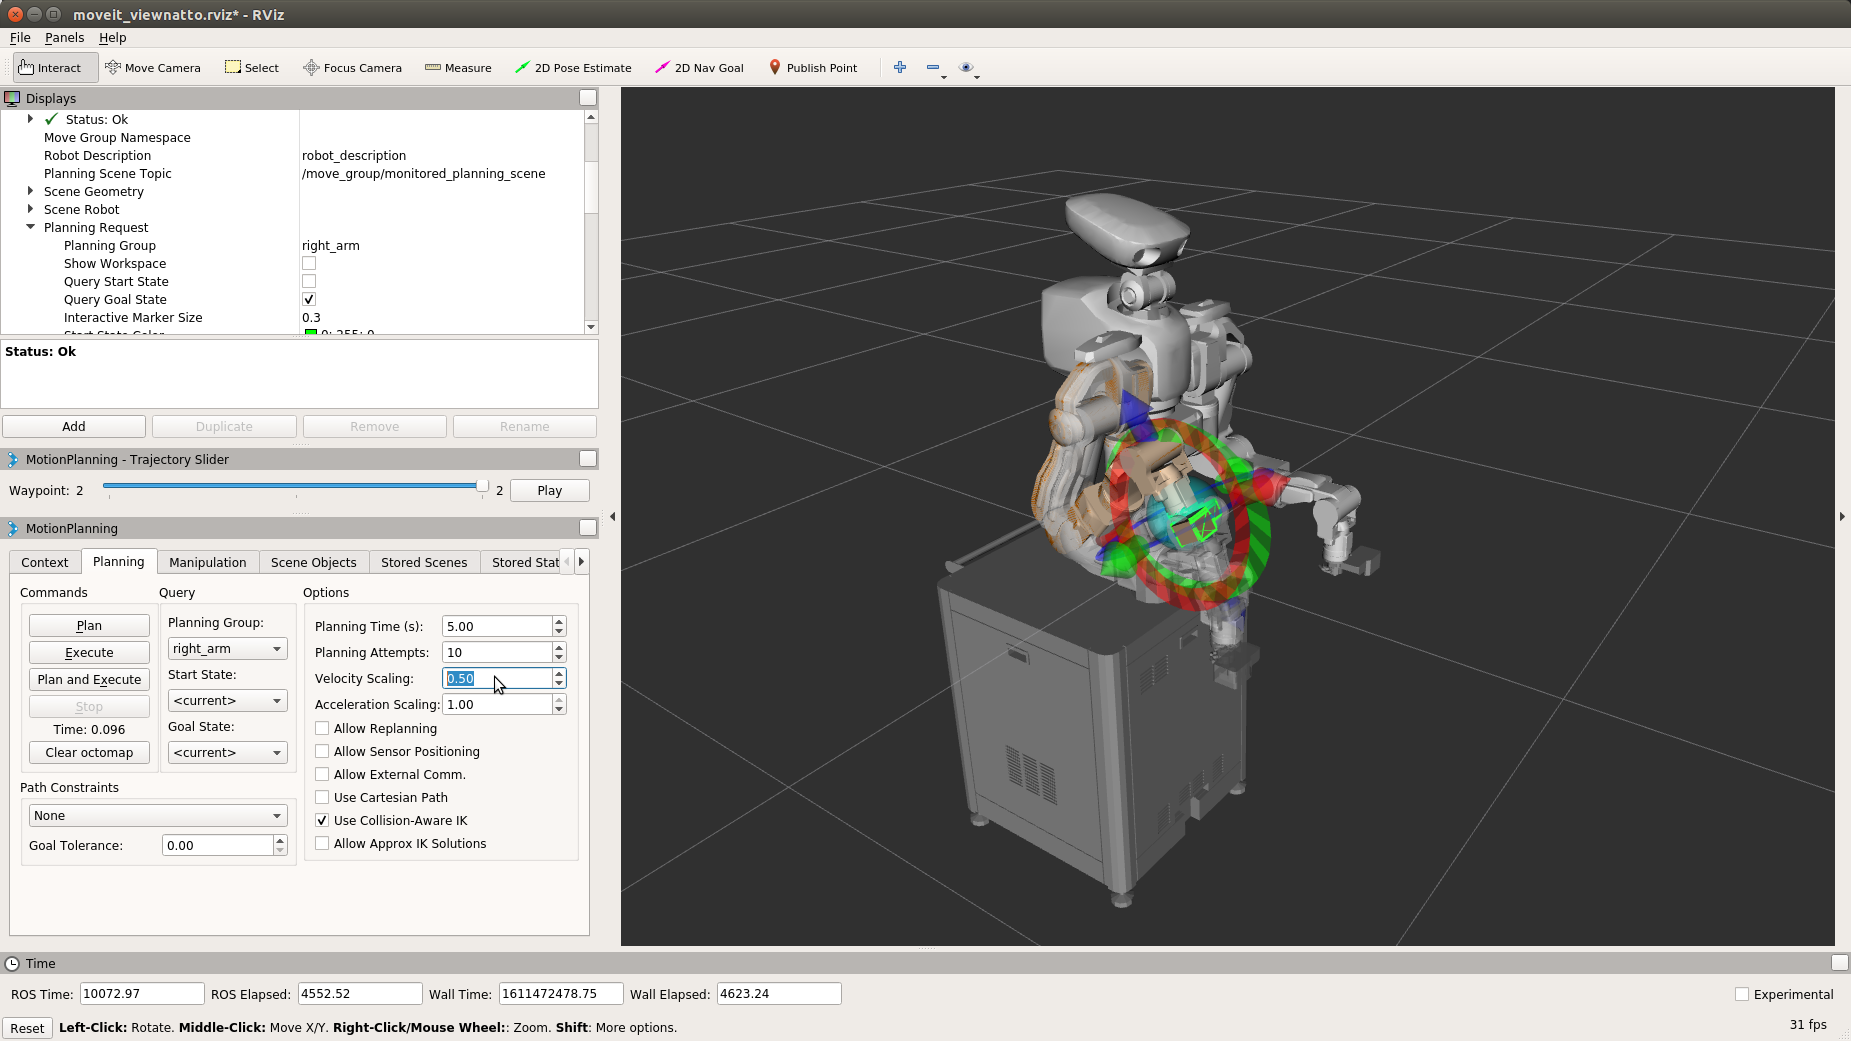 moveit_viewnatto.rviz* - RViz
File Panels Help
Interact Move Camera Select Focus Camera Measure 2D Pose Estimate 2D Nav Goal Publish Point
Displays
Status: Ok
Move Group Namespace
Robot Description robot_description
Planning Scene Topic /move_group/monitored_planning_scene
Scene Geometry
Scene Robot
Planning Request
Planning Group right_arm
Show Workspace
Query Start State
Query Goal State
Interactive Marker Size 0.3
Start State Color 0; 255; 0
Status: Ok
Add Duplicate Remove Rename
MotionPlanning - Trajectory Slider
Waypoint: 2 2 Play
MotionPlanning
Context Planning Manipulation Scene Objects Stored Scenes Stored Stat
Commands Query Options
Plan
Execute
Plan and Execute
Stop
Time: 0.096
Clear octomap
Planning Group:
right_arm
Start State:
<current>
Goal State:
<current>
Planning Time (s): 5.00
Planning Attempts: 10
Velocity Scaling: 0.50
Acceleration Scaling: 1.00
Allow Replanning
Allow Sensor Positioning
Allow External Comm.
Use Cartesian Path
Use Collision-Aware IK
Allow Approx IK Solutions
Path Constraints
None
Goal Tolerance: 0.00
Time
ROS Time: 10072.97 ROS Elapsed: 4552.52 Wall Time: 1611472478.75 Wall Elapsed: 4623.24 Experimental
Reset Left-Click: Rotate. Middle-Click: Move X/Y. Right-Click/Mouse Wheel:: Zoom. Shift: More options. 31 fps